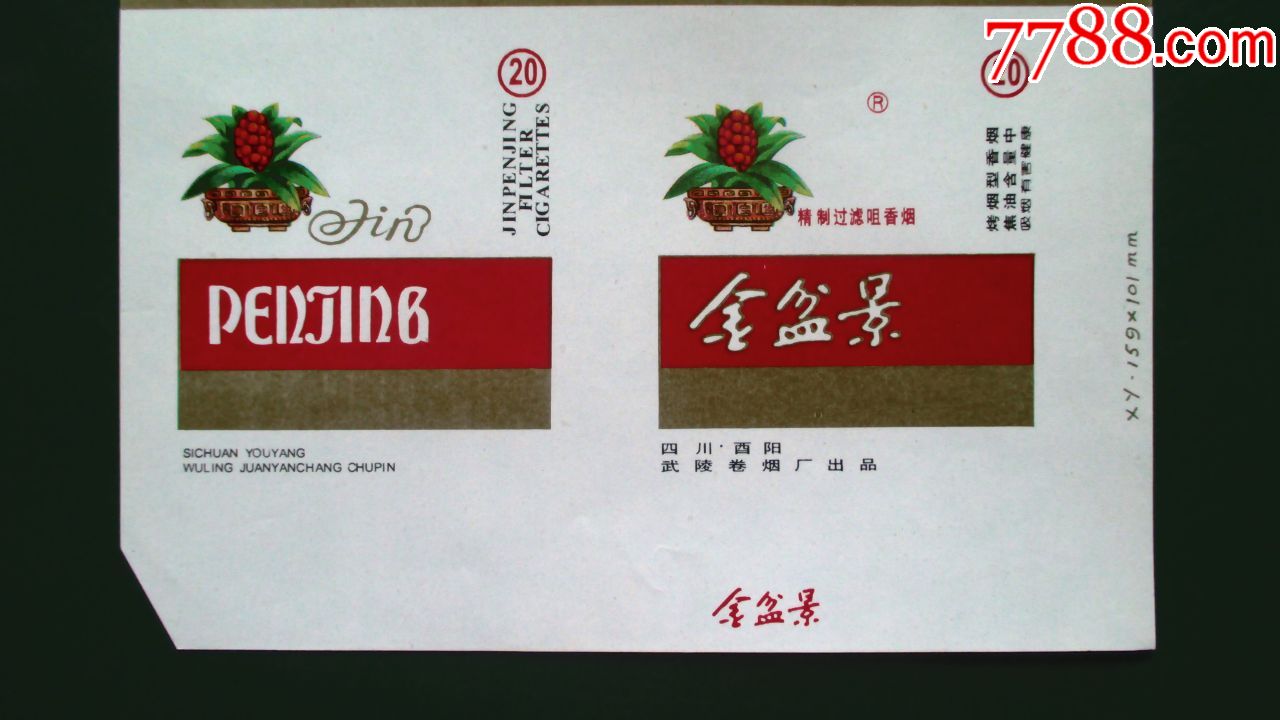 7788.com
20
JINPENJING
FILTER
CIGARETTES
Jin
PENJING
SICHUAN YOUYANG
WULING JUANYANCHANG CHUPIN
®
20
精制过滤咀香烟
烤烟型香烟
焦油含量中
吸烟有害健康
金盆景
四川·酉阳
武陵卷烟厂出品
金盆景
XY·159×101mm